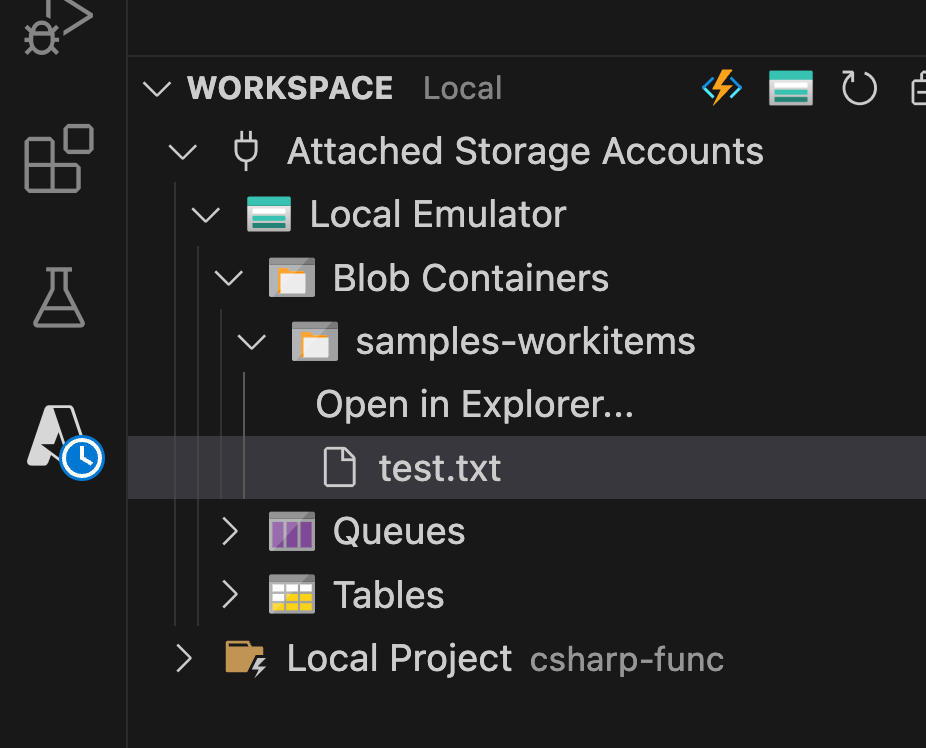 WORKSPACE Local
Attached Storage Accounts
Local Emulator
Blob Containers
samples-workitems
Open in Explorer...
test.txt
Queues
Tables
Local Project csharp-func